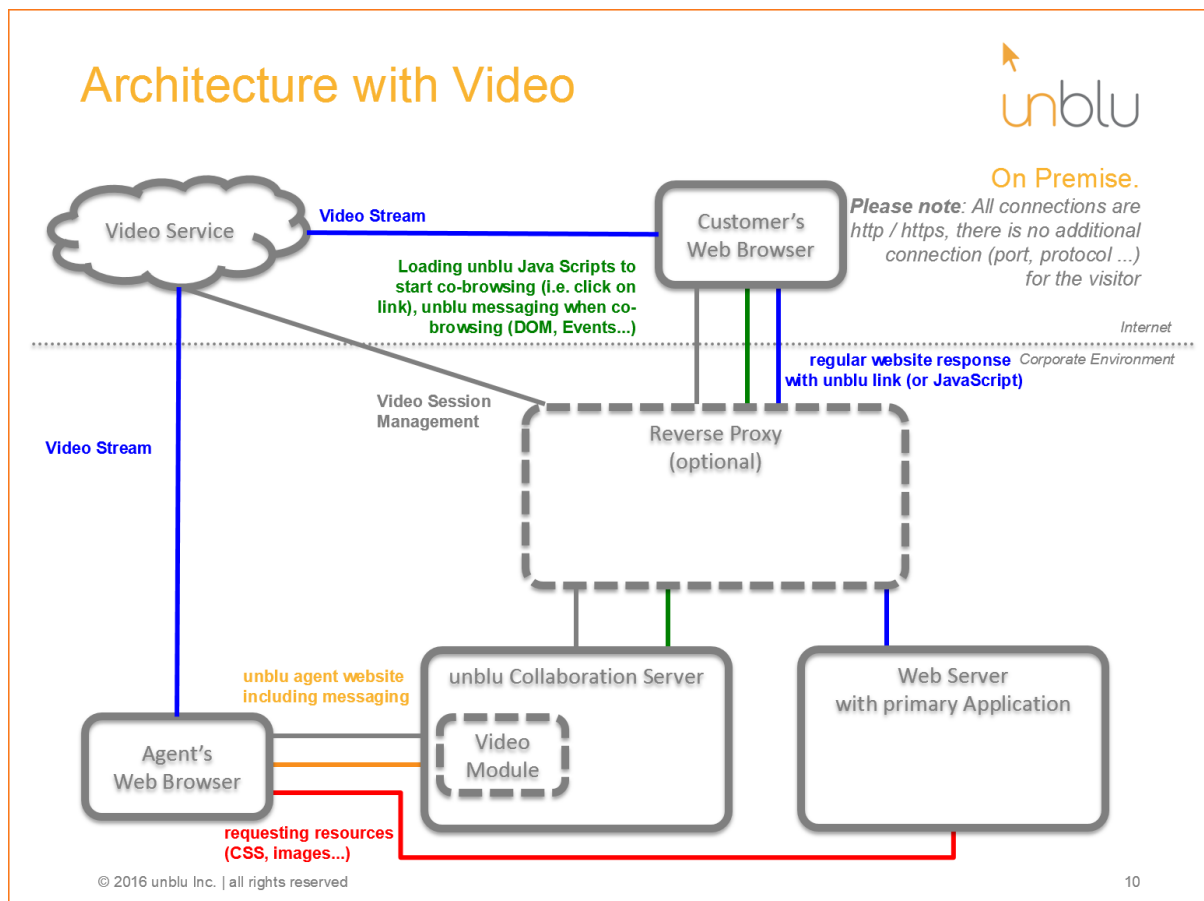 Architecture with Video
unblu
On Premise.
Please note: All connections are
http / https, there is no additional
connection (port, protocol ...)
for the visitor
Video Service
Video Stream
Customer's
Web Browser
Loading unblu Java Scripts to
start co-browsing (i.e. click on
link), unblu messaging when co-
browsing (DOM, Events...)
Internet
Corporate Environment
regular website response
with unblu link (or JavaScript)
Video Session
Management
Reverse Proxy
(optional)
Video Stream
unblu agent website
including messaging
unblu Collaboration Server
Web Server
with primary Application
Video
Module
Agent's
Web Browser
requesting resources
(CSS, images...)
© 2016 unblu Inc. | all rights reserved
10